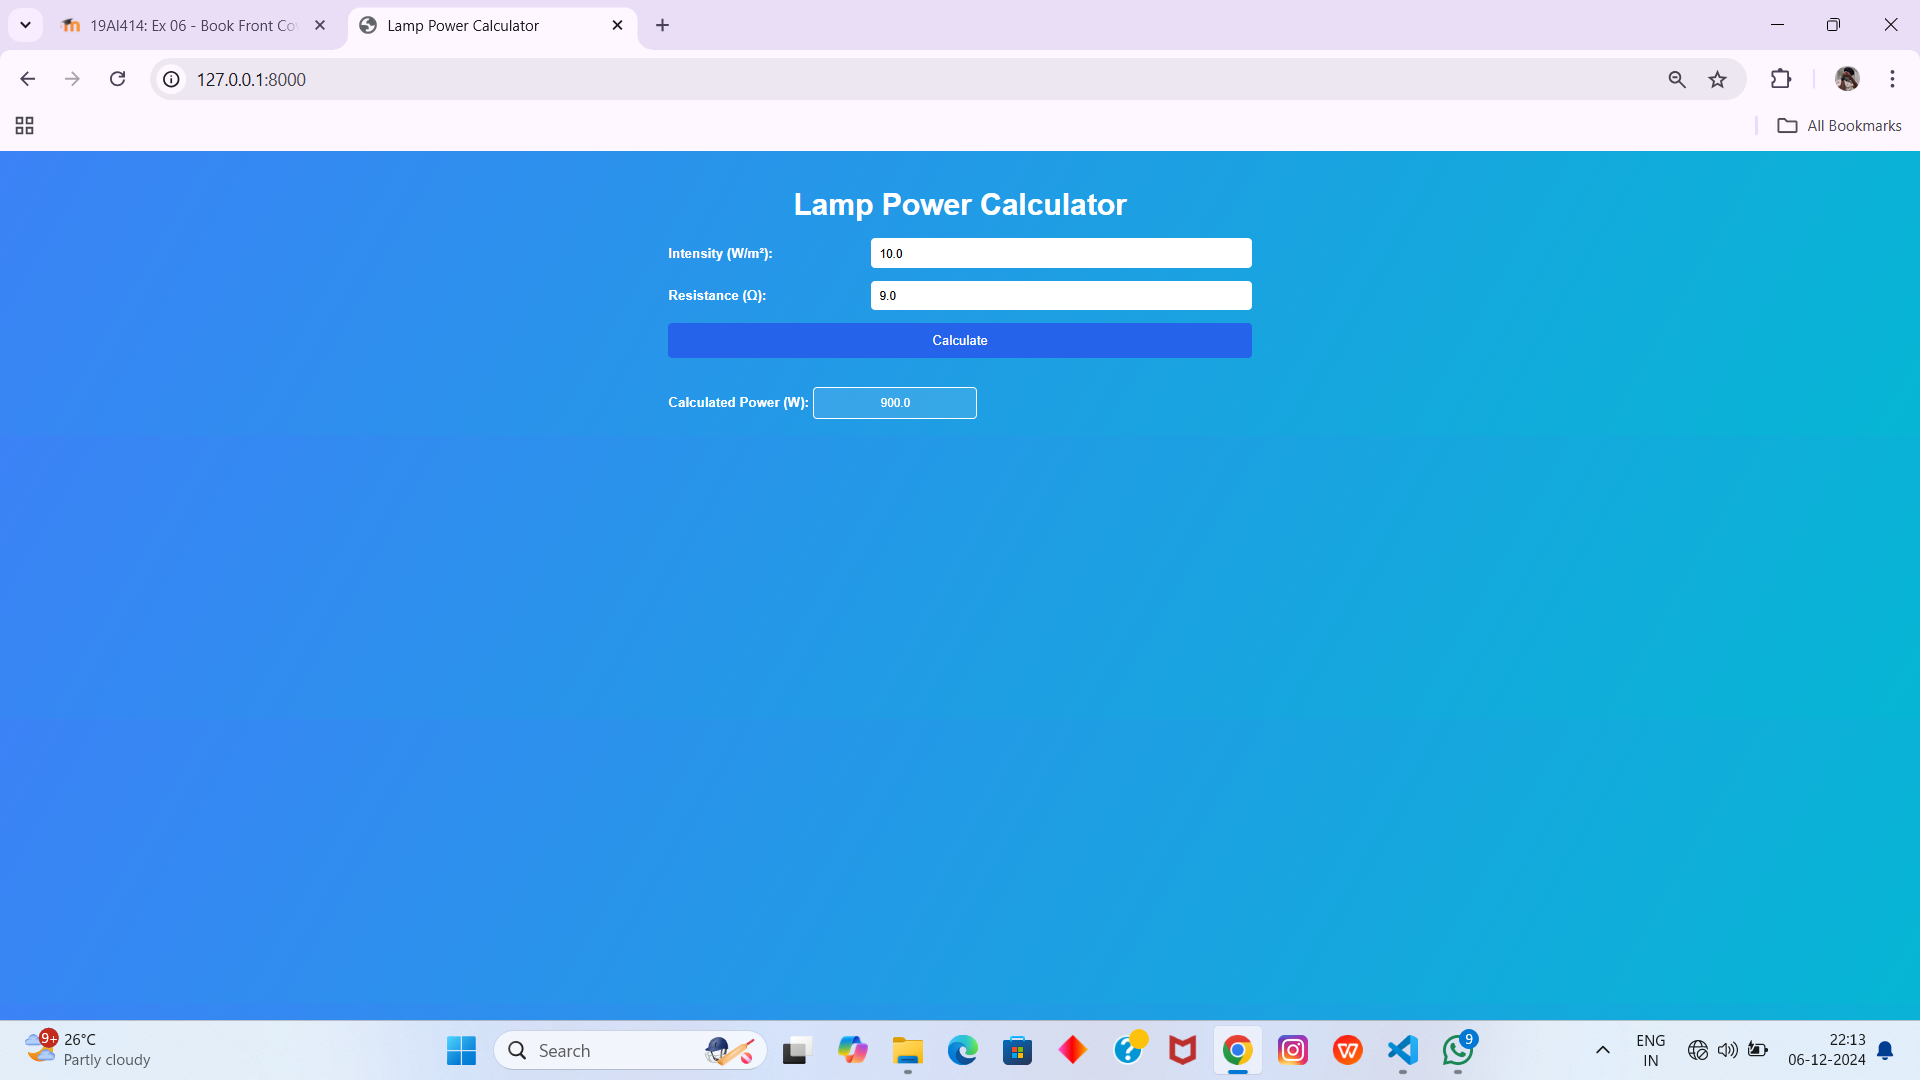 19AI414: Ex 06 - Book Front Co
Lamp Power Calculator
127.0.0.1:8000
All Bookmarks
Lamp Power Calculator
Intensity (W/m²):
10.0
Resistance (Ω):
9.0
Calculate
Calculated Power (W):
900.0
9+
26°C
Partly cloudy
Search
9
ENG
IN
22:13
06-12-2024